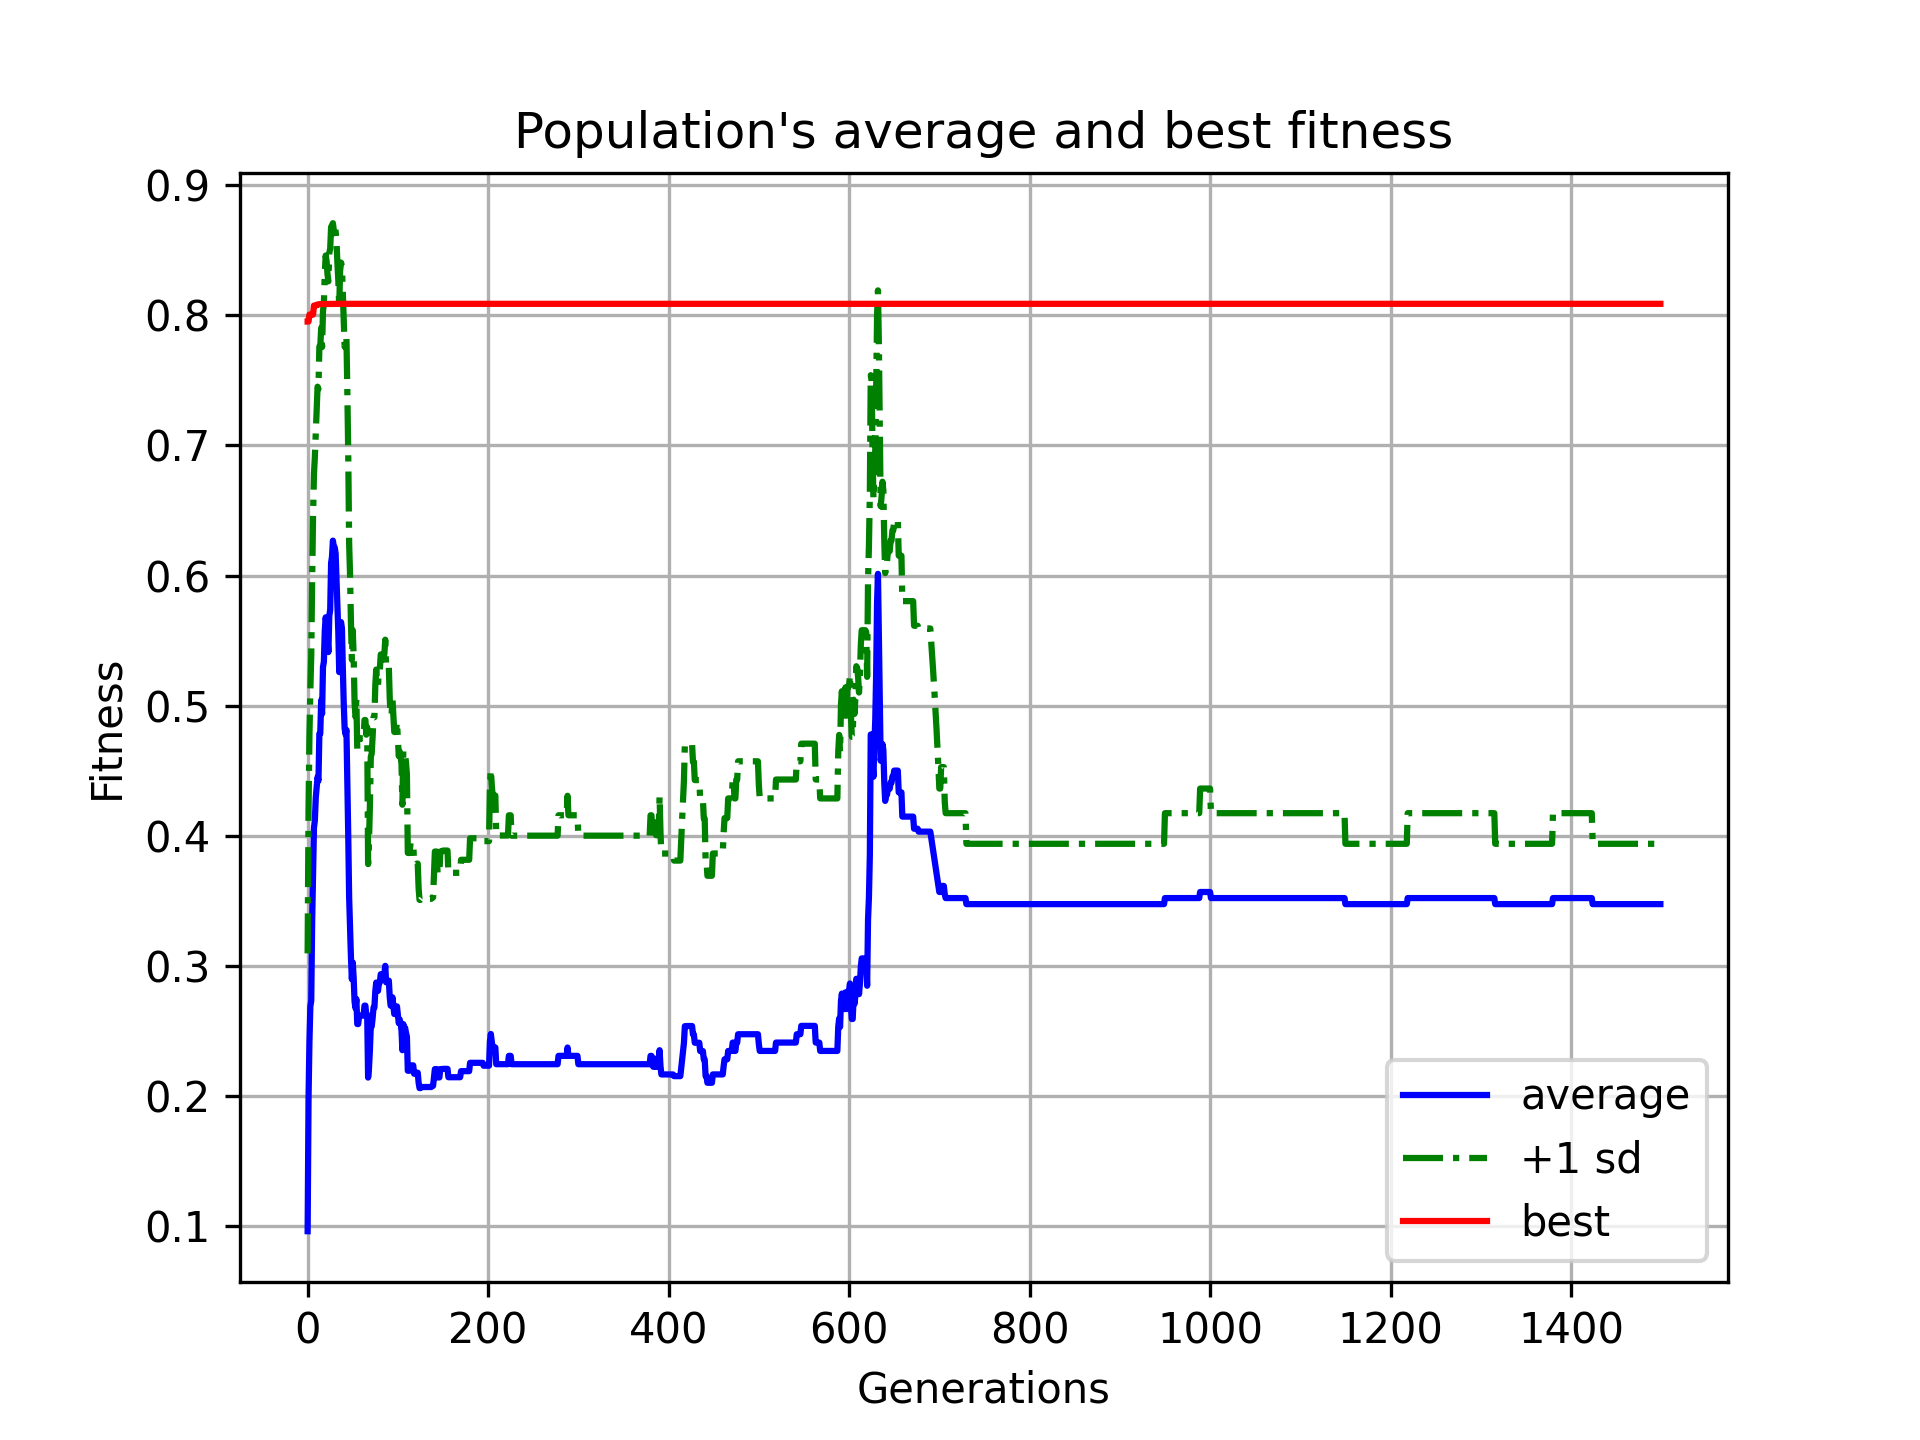 Population's average and best fitness
0.9
0.8
0.7
0.6
0.5
0.4
0.3
0.2
0.1
Fitness
0 200 400 600 800 1000 1200 1400
Generations
average
+1 sd
best